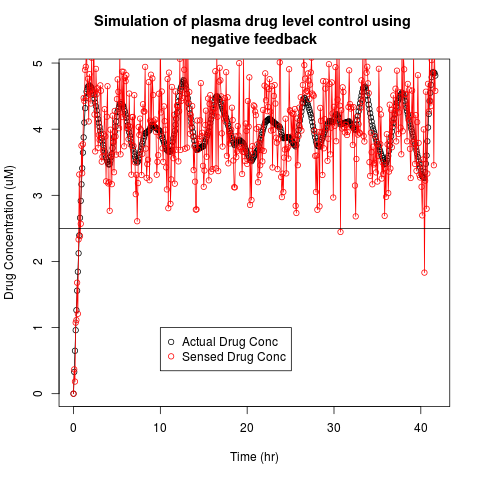 Simulation of plasma drug level control using
negative feedback
Drug Concentration (uM)
5
4
3
2
1
0
Actual Drug Conc
Sensed Drug Conc
0 10 20 30 40
Time (hr)